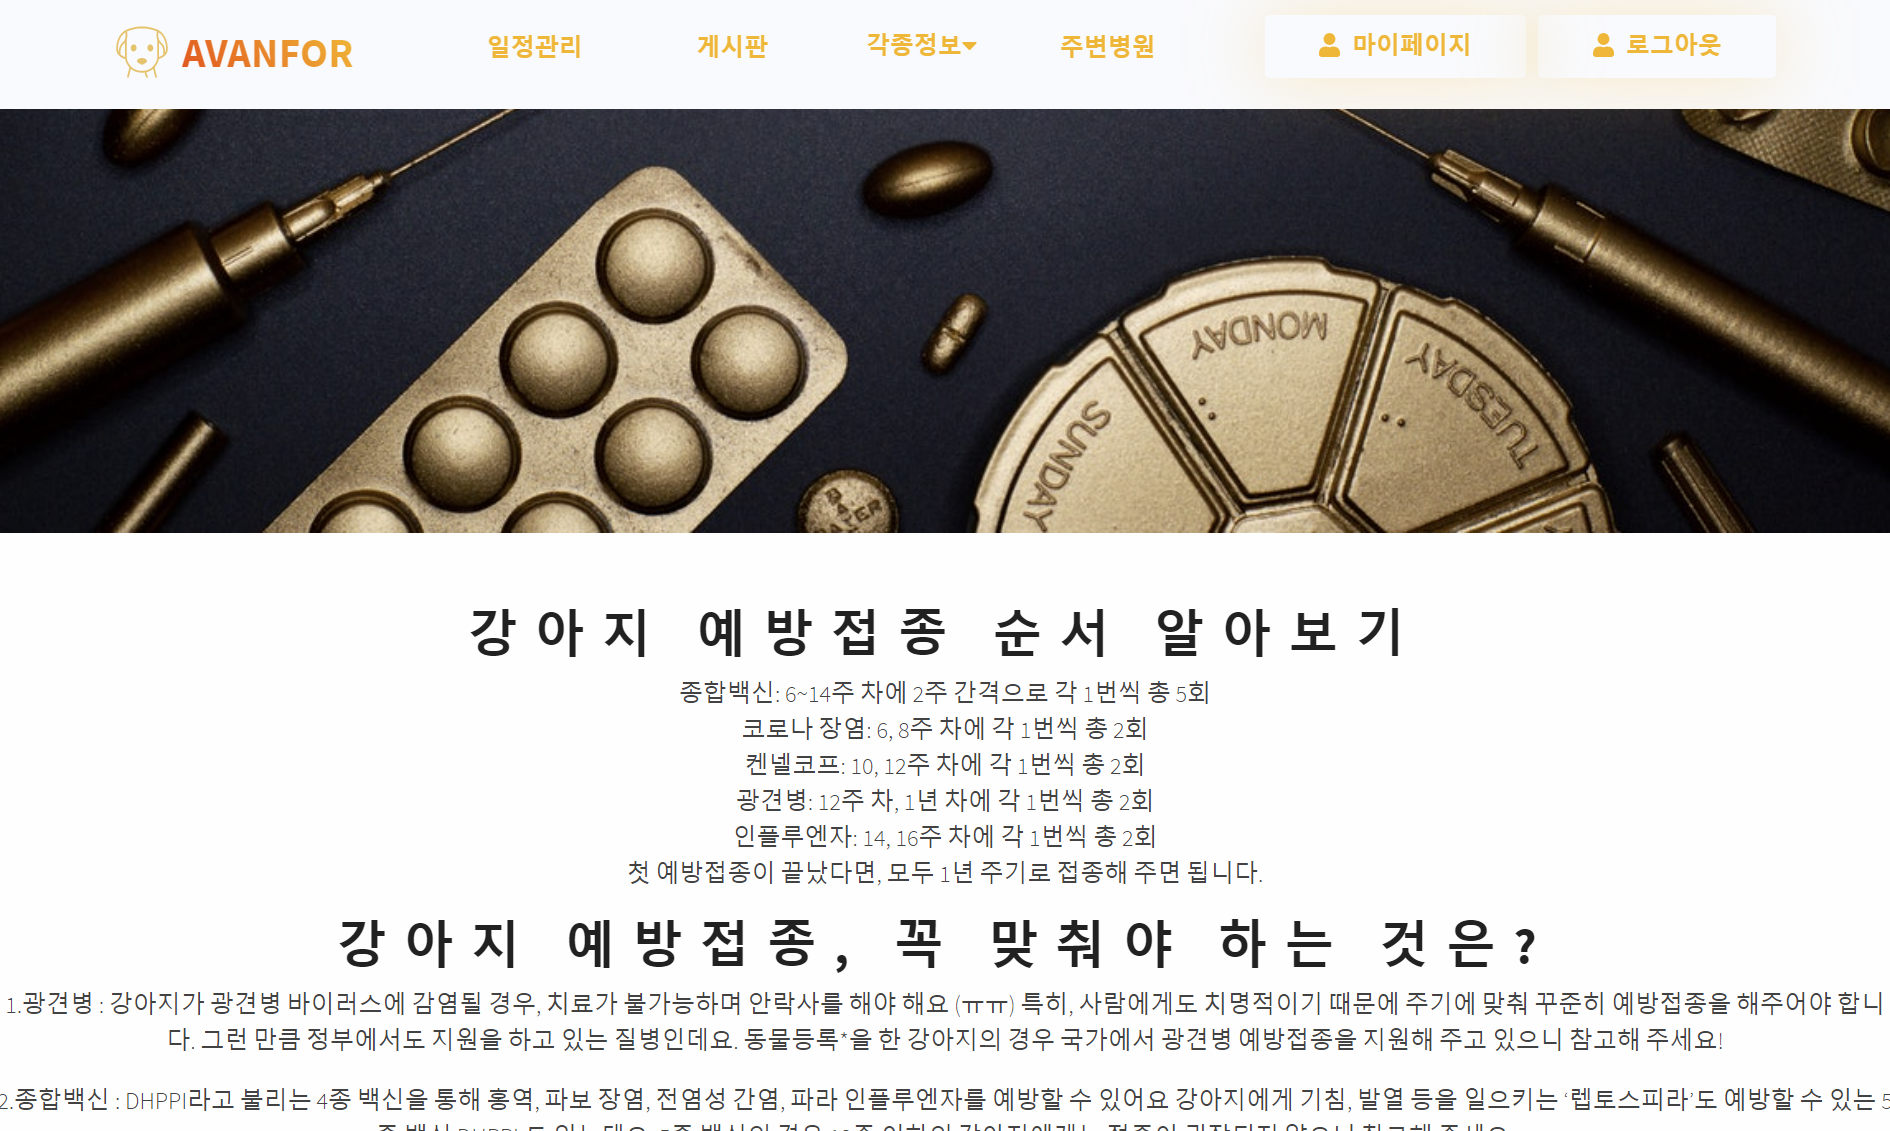 AVANFOR
일정관리 게시판 각종정보 주변병원 마이페이지 로그아웃
MONDAY
TUESDAY
SUNDAY
강아지 예방접종 순서 알아보기
종합백신: 6~14주 차에 2주 간격으로 각 1번씩 총 5회
코로나 장염: 6, 8주 차에 각 1번씩 총 2회
켄넬코프: 10, 12주 차에 각 1번씩 총 2회
광견병: 12주 차, 1년 차에 각 1번씩 총 2회
인플루엔자: 14, 16주 차에 각 1번씩 총 2회
첫 예방접종이 끝났다면, 모두 1년 주기로 접종해 주면 됩니다.
강아지 예방접종, 꼭 맞춰야 하는 것은?
1.광견병 : 강아지가 광견병 바이러스에 감염될 경우, 치료가 불가능하며 안락사를 해야 해요 (ㅠㅠ) 특히, 사람에게도 치명적이기 때문에 주기에 맞춰 꾸준히 예방접종을 해주어야 합니
다. 그런 만큼 정부에서도 지원을 하고 있는 질병인데요. 동물등록*을 한 강아지의 경우 국가에서 광견병 예방접종을 지원해 주고 있으니 참고해 주세요!
2.종합백신 : DHPPI라고 불리는 4종 백신을 통해 홍역, 파보 장염, 전염성 간염, 파라 인플루엔자를 예방할 수 있어요 강아지에게 기침, 발열 등을 일으키는 ‘렙토스피라’도 예방할 수 있는 5